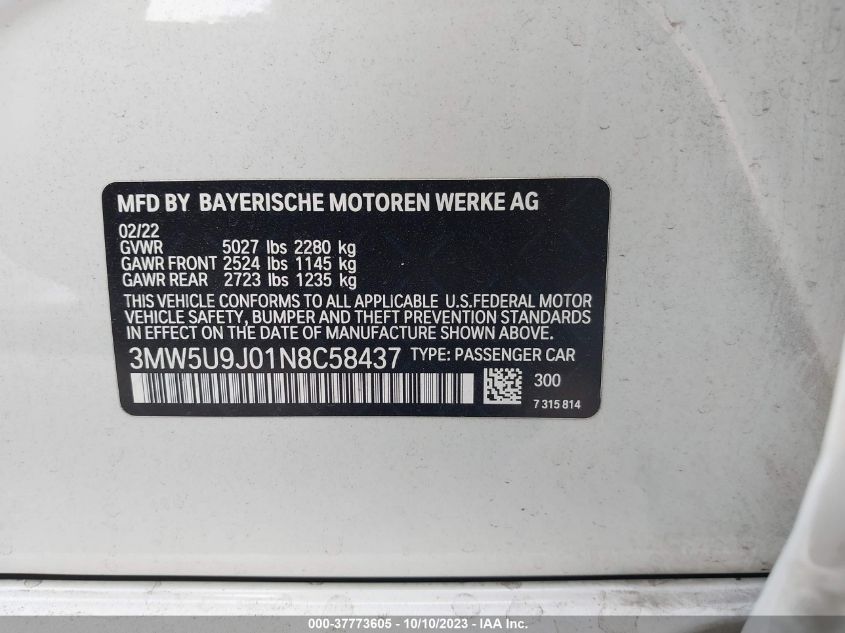 MFD BY BAYERISCHE MOTOREN WERKE AG
02/22
GVWR 5027 lbs 2280 kg
GAWR FRONT 2524 lbs 1145 kg
GAWR REAR 2723 lbs 1235 kg
THIS VEHICLE CONFORMS TO ALL APPLICABLE U.S.FEDERAL MOTOR
VEHICLE SAFETY, BUMPER AND THEFT PREVENTION STANDARDS
IN EFFECT ON THE DATE OF MANUFACTURE SHOWN ABOVE.
3MW5U9J01N8C58437 TYPE: PASSENGER CAR
300
7 315 814
000-37773605 - 10/10/2023 - IAAI.COM